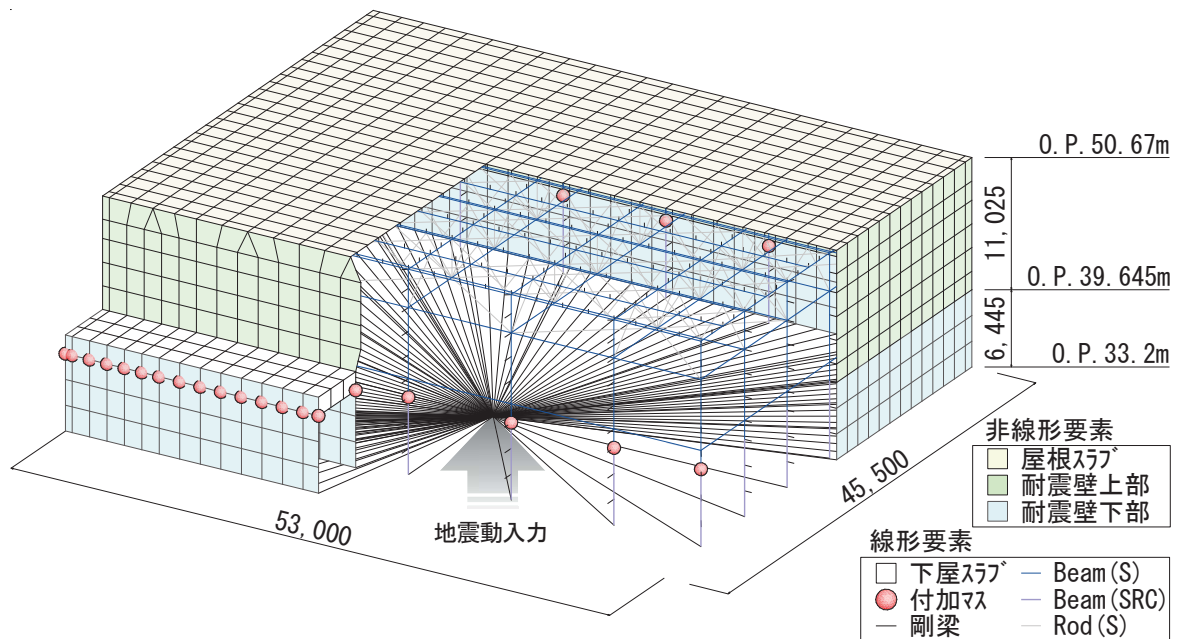 O.P.50.67m
11,025
O.P.39.645m
6,445
O.P.33.2m
53,000
45,500
地震動入力
非線形要素
屋根スラブ
耐震壁上部
耐震壁下部
線形要素
下屋スラブ
付加マス
剛梁
Beam(S)
Beam(SRC)
Rod(S)